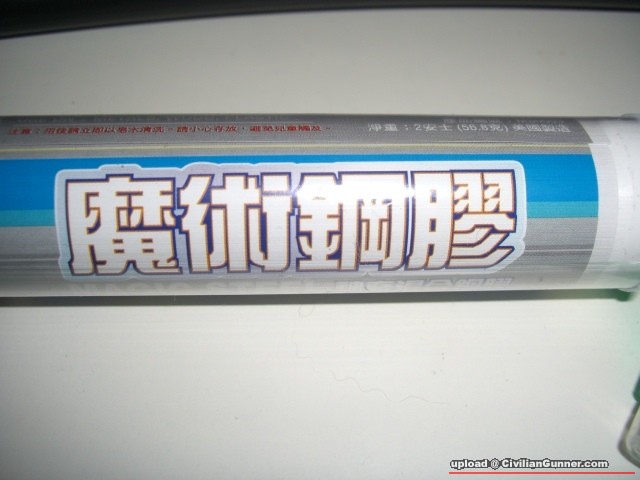 注意：用後請立即以皂水清洗。請小心存放，避免兒童觸及。
淨重：2安士 (56.8克) 美國製造
魔術鋼膠
upload @ CivilianGunner.com